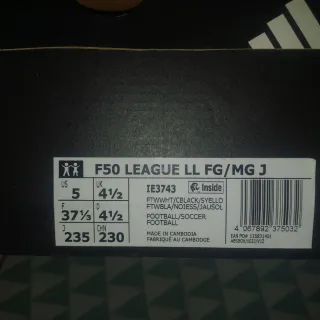 F50 LEAGUE LL FG/MG J
US 5 UK 4½
F 37⅓ D 4½
J 235 CHN 230
IE3743 Inside
FTWWHT/CBLACK/SYELLO
FTWBLA/NOIESS/JAUSOL
FOOTBALL/SOCCER
FOOTBALL
MADE IN CAMBODIA
FABRIQUÉ AU CAMBODGE
4 067892 375032